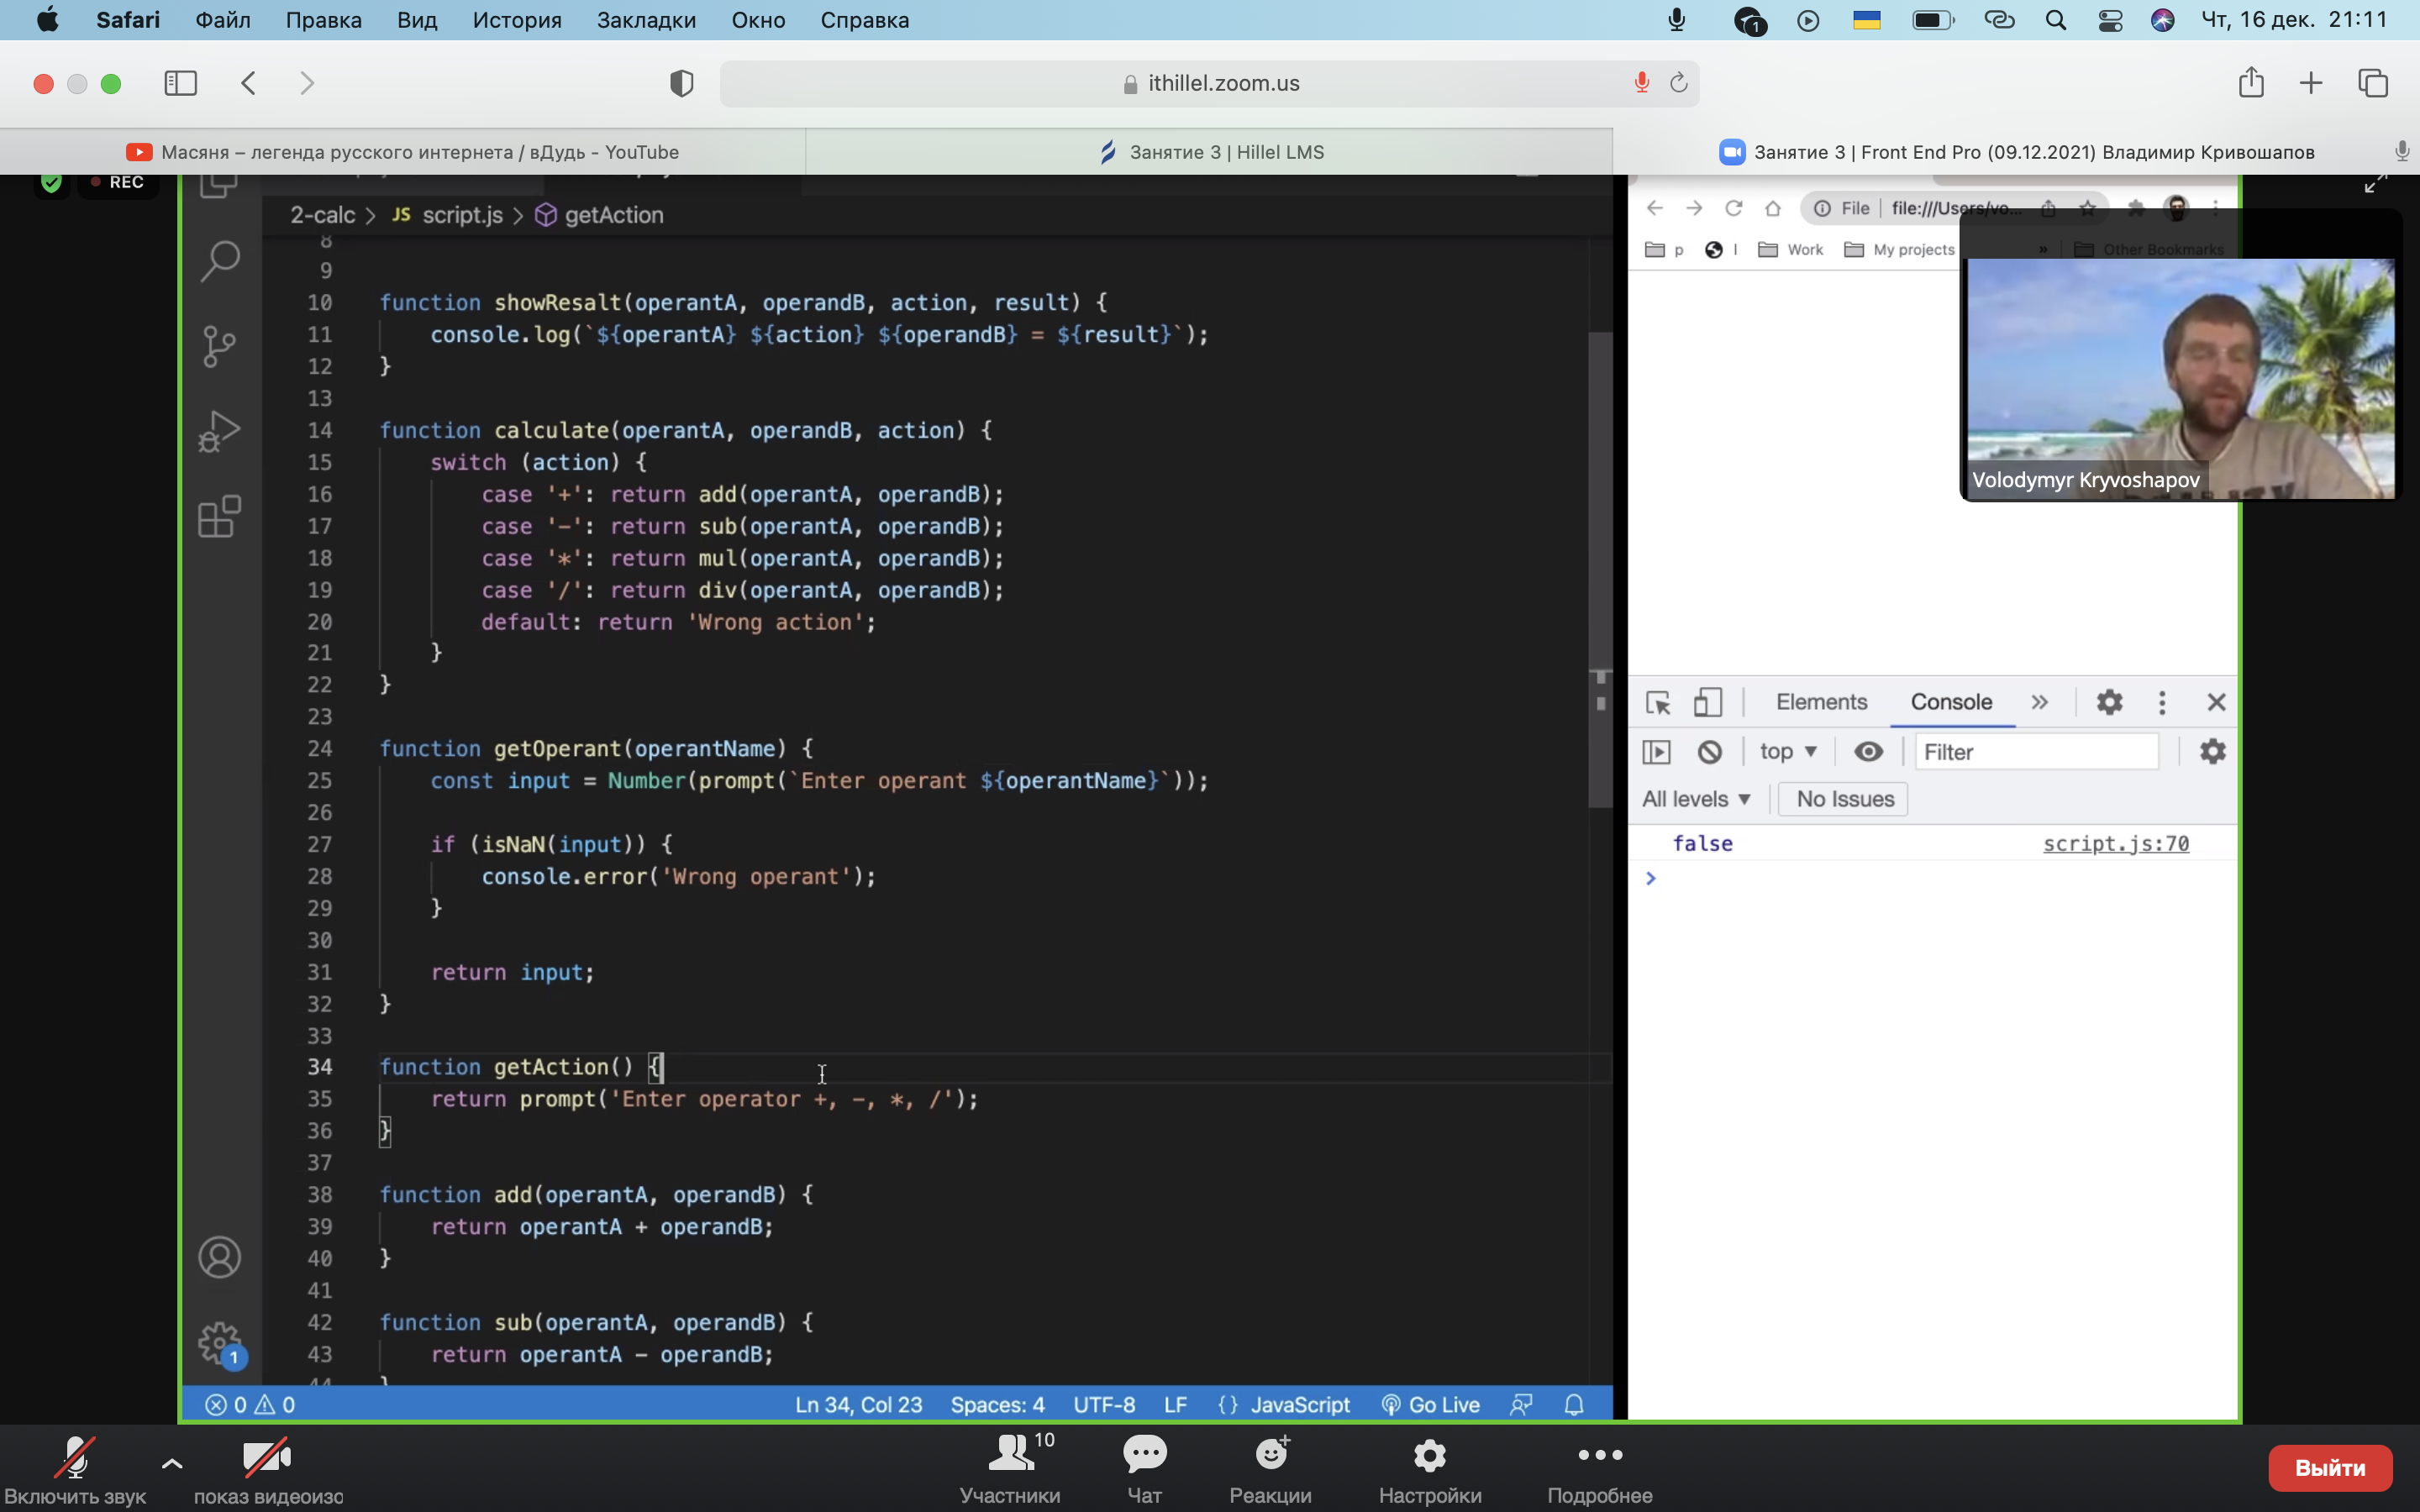 Safari Файл Правка Вид История Закладки Окно Справка
1
Чт, 16 дек. 21:11
ithillel.zoom.us
Масяня – легенда русского интернета / вДудь - YouTube
Занятие 3 | Hillel LMS
Занятие 3 | Front End Pro (09.12.2021) Владимир Кривошапов
REC
2-calc > JS script.js > getAction
8
9
10 function showResalt(operantA, operandB, action, result) {
11 console.log(`${operantA} ${action} ${operandB} = ${result}`);
12 }
13
14 function calculate(operantA, operandB, action) {
15 switch (action) {
16 case '+': return add(operantA, operandB);
17 case '-': return sub(operantA, operandB);
18 case '*': return mul(operantA, operandB);
19 case '/': return div(operantA, operandB);
20 default: return 'Wrong action';
21 }
22 }
23
24 function getOperant(operantName) {
25 const input = Number(prompt(`Enter operant ${operantName}`));
26
27 if (isNaN(input)) {
28 console.error('Wrong operant');
29 }
30
31 return input;
32 }
33
34 function getAction() {
35 return prompt('Enter operator +, -, *, /');
36 }
37
38 function add(operantA, operandB) {
39 return operantA + operandB;
40 }
41
42 function sub(operantA, operandB) {
43 return operantA - operandB;
44 }
1
0 0 Ln 34, Col 23 Spaces: 4 UTF-8 LF {} JavaScript Go Live
File file:///Users/vo...
p I Work My projects » Other Bookmarks
Volodymyr Kryvoshapov
Elements Console »
top Filter
All levels No Issues
false script.js:70
>
Включить звук
показ видеоизо
Участники 10
Чат
Реакции
Настройки
Подробнее
Выйти